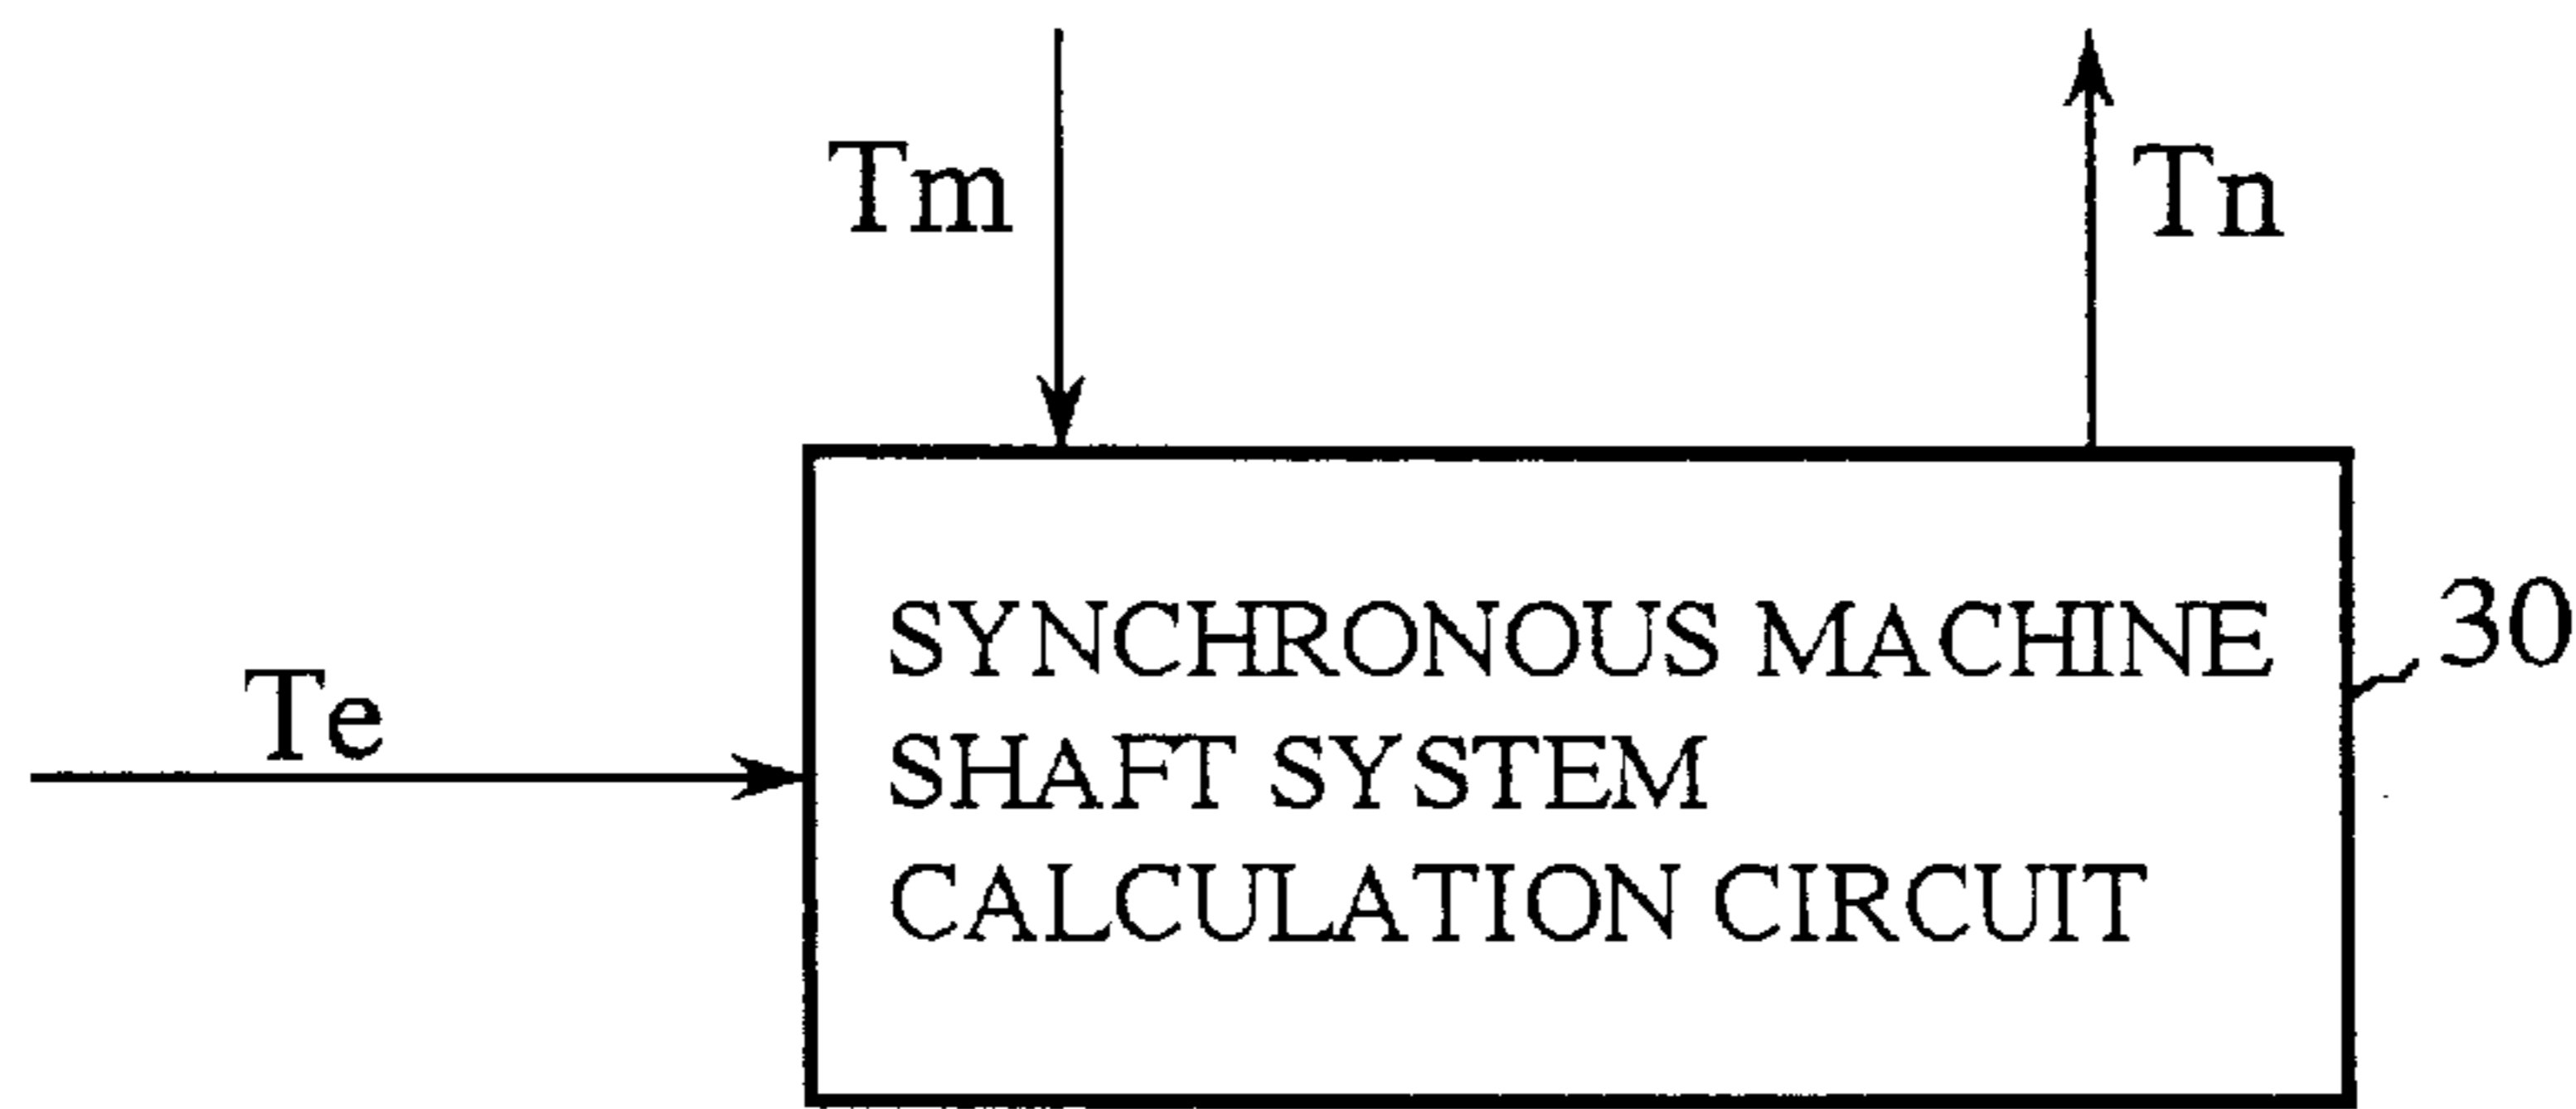 Tm
Tn
Te
SYNCHRONOUS MACHINE
SHAFT SYSTEM
CALCULATION CIRCUIT
30